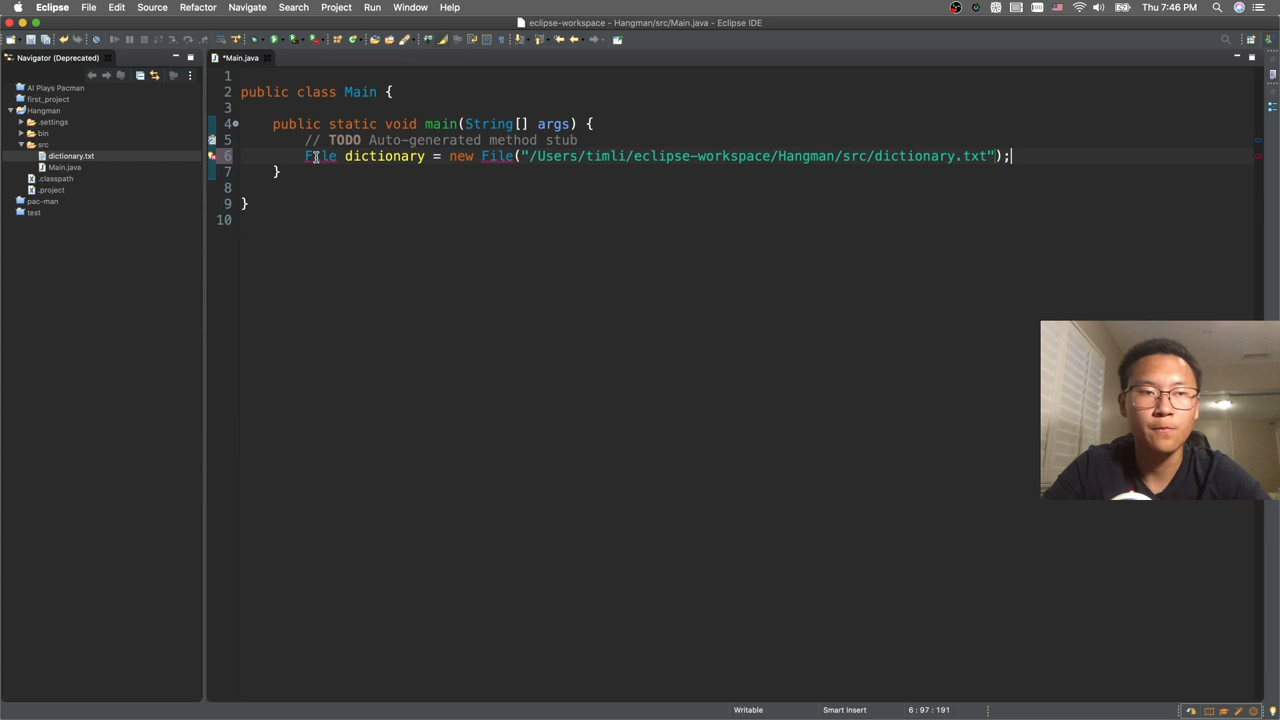 Eclipse File Edit Source Refactor Navigate Search Project Run Window Help
Thu 7:46 PM
eclipse-workspace - Hangman/src/Main.java - Eclipse IDE
Navigator (Deprecated)
*Main.java
AI Plays Pacman
first_project
Hangman
.settings
bin
src
dictionary.txt
Main.java
.classpath
.project
pac-man
test
1
2 public class Main {
3
4 public static void main(String[] args) {
5 // TODO Auto-generated method stub
6 File dictionary = new File("/Users/timli/eclipse-workspace/Hangman/src/dictionary.txt");
7 }
8
9 }
10
Writable Smart Insert 6 : 97 : 191